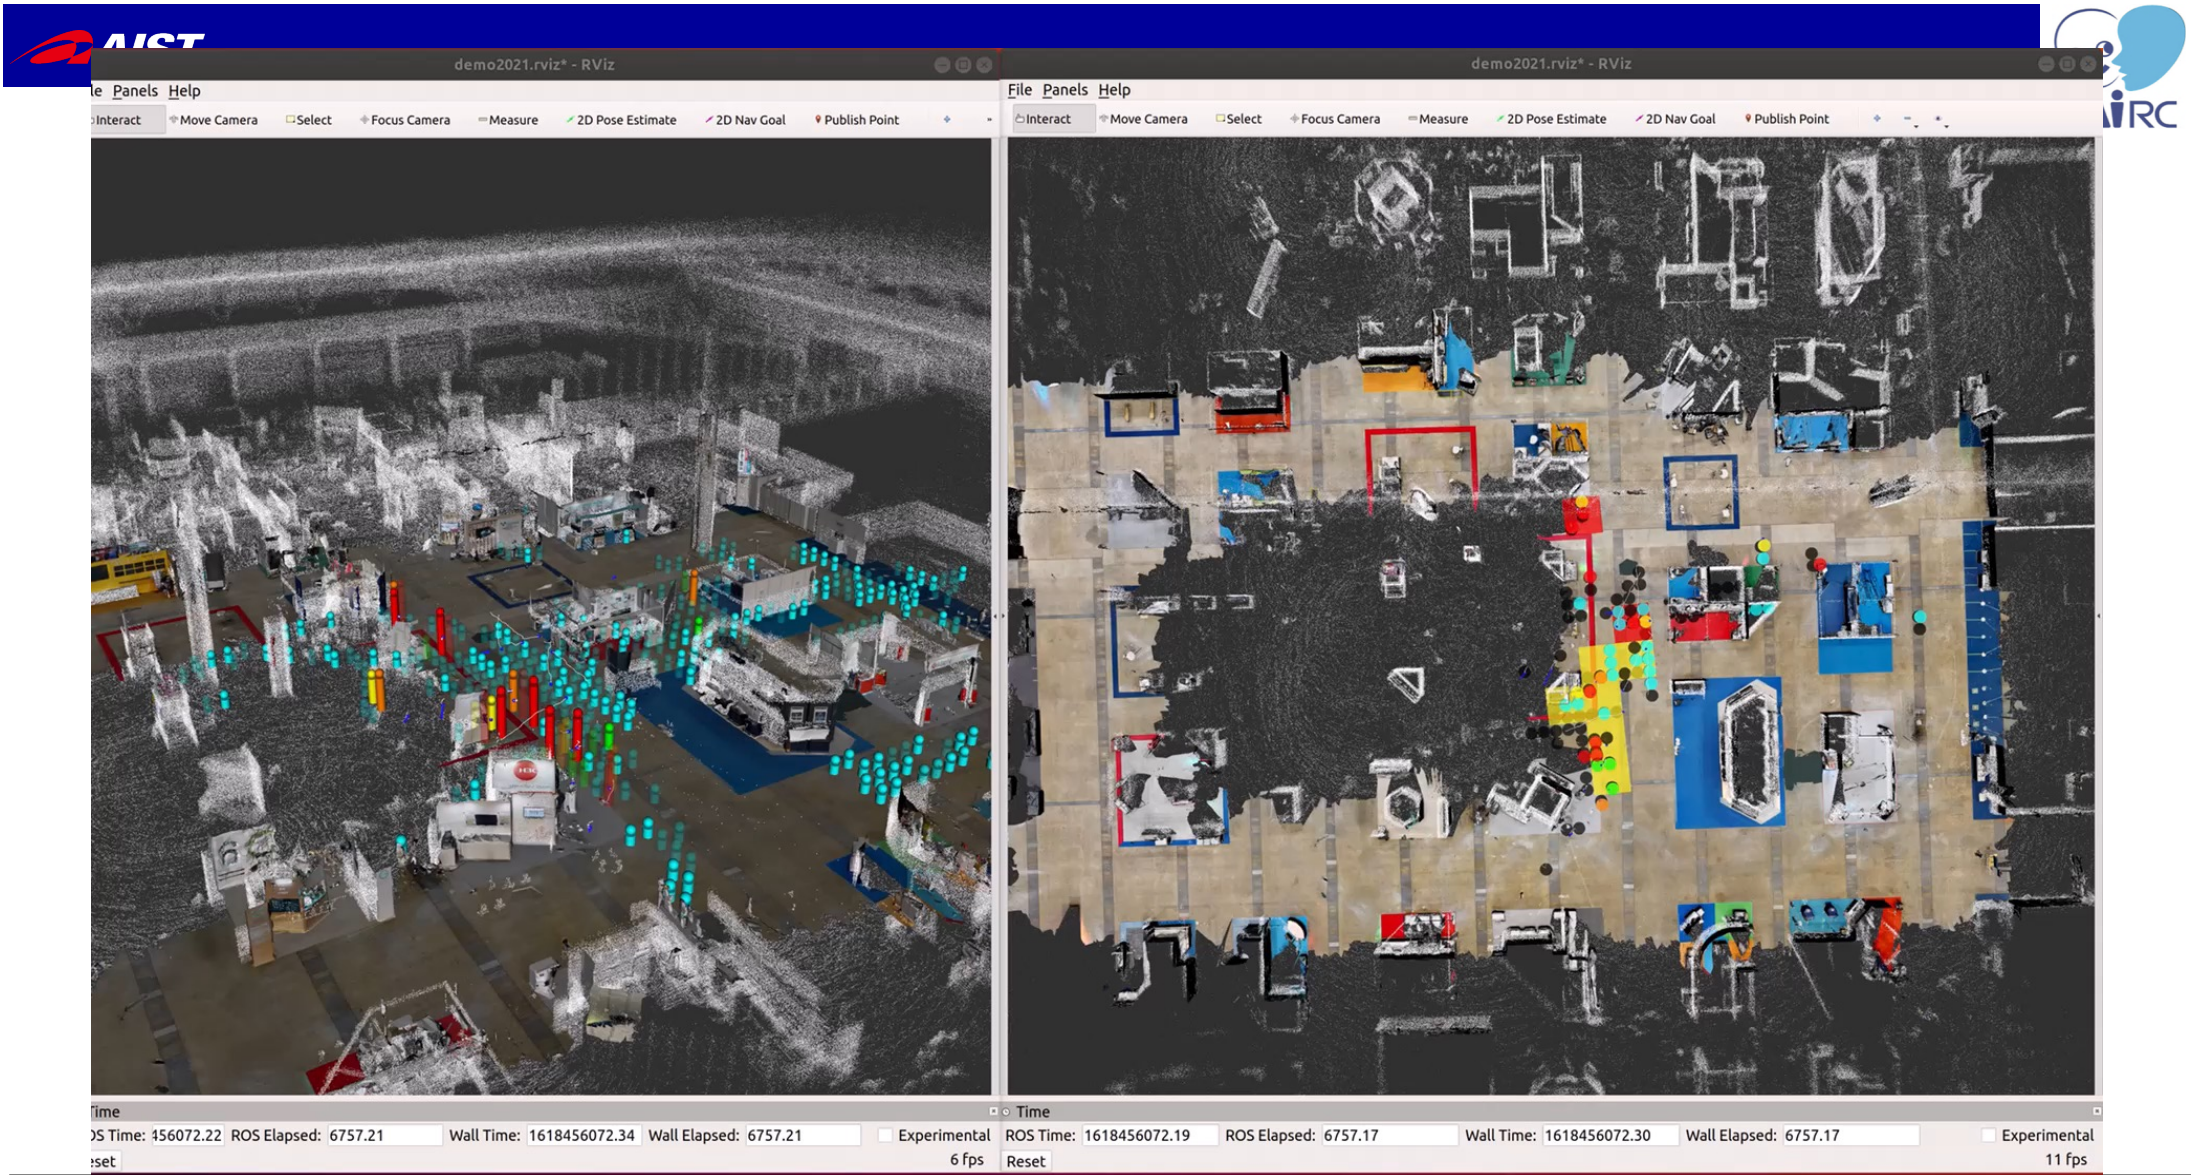 AIST
AiRC
demo2021.rviz* - RViz
le Panels Help
Interact Move Camera Select Focus Camera Measure 2D Pose Estimate 2D Nav Goal Publish Point
Time
OS Time: 456072.22 ROS Elapsed: 6757.21 Wall Time: 1618456072.34 Wall Elapsed: 6757.21 Experimental
eset 6 fps
demo2021.rviz* - RViz
File Panels Help
Interact Move Camera Select Focus Camera Measure 2D Pose Estimate 2D Nav Goal Publish Point
Time
ROS Time: 1618456072.19 ROS Elapsed: 6757.17 Wall Time: 1618456072.30 Wall Elapsed: 6757.17 Experimental
Reset 11 fps